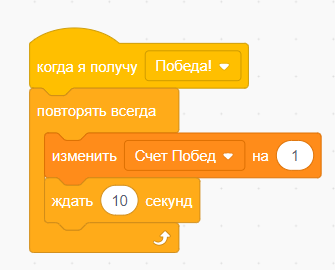 когда я получу Победа!
повторять всегда
изменить Счет Побед на 1
ждать 10 секунд